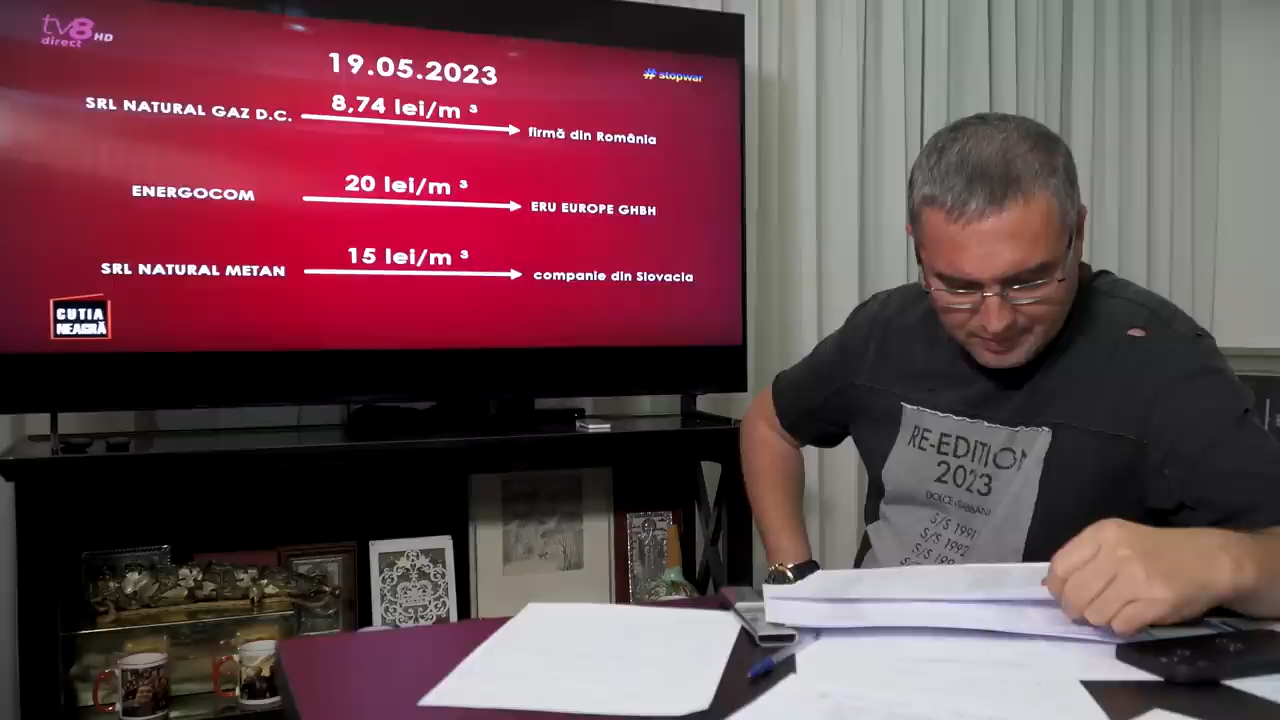 tv8 HD
direct
19.05.2023
#stopwar
SRL NATURAL GAZ D.C.
8,74 lei/m ³
firmă din România
ENERGOCOM
20 lei/m ³
ERU EUROPE GHBH
SRL NATURAL METAN
15 lei/m ³
companie din Slovacia
CUTIA
NEAGRĂ
RE-EDITION
2023
DOLCE & GABBANA
S/S 1991
S/S 1992